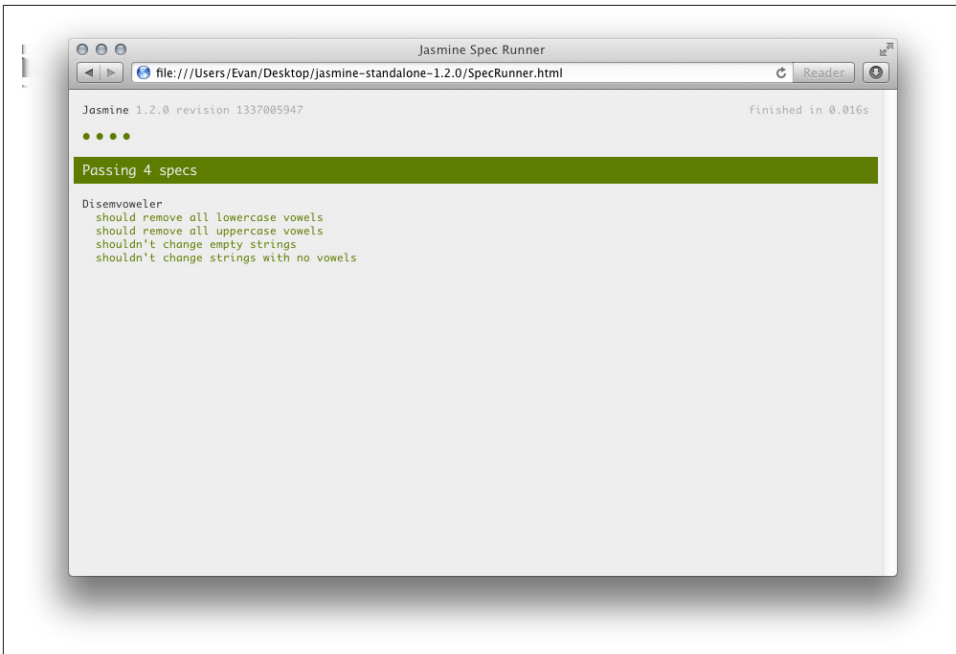 Jasmine Spec Runner
file:///Users/Evan/Desktop/jasmine-standalone-1.2.0/SpecRunner.html
Reader
Jasmine 1.2.0 revision 1337005947
finished in 0.016s
Passing 4 specs
Disemvoweler
should remove all lowercase vowels
should remove all uppercase vowels
shouldn't change empty strings
shouldn't change strings with no vowels